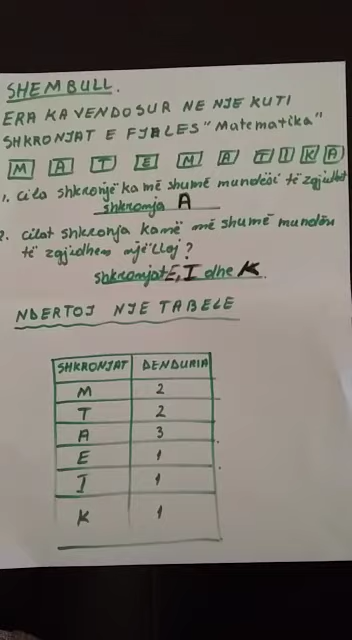 SHEMBULL.
ERA KA VENDOSUR NE NJE KUTI
SHKRONJAT E FJALES "Matematika"
M A T E M A T I K A
1. cila shkronjë ka më shumë mundësi të zgjidhet
shkronja A
2. cilat shkronja kanë më shumë mundësi
të zgjidhen njëlloj?
shkronjat E, I dhe K.
NDERTOJ NJE TABELE
SHKRONJAT DENDURIA
M 2
T 2
A 3
E 1
I 1
K 1